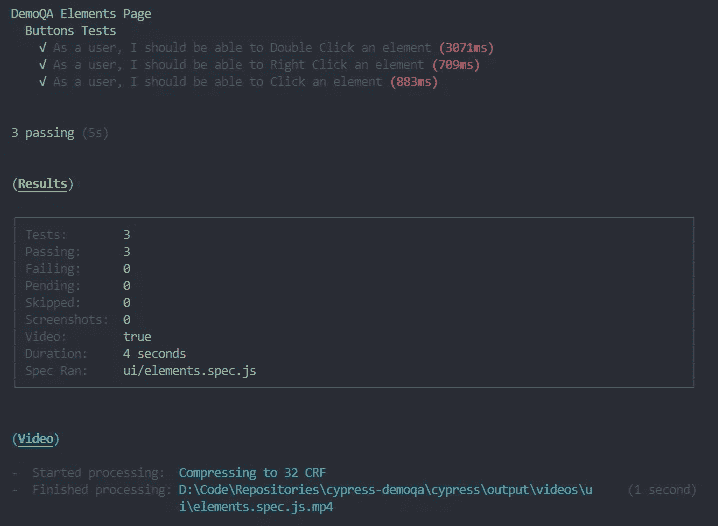 DemoQA Elements Page
Buttons Tests
√ As a user, I should be able to Double Click an element (3071ms)
√ As a user, I should be able to Right Click an element (709ms)
√ As a user, I should be able to Click an element (883ms)
3 passing (5s)
(Results)
Tests: 3
Passing: 3
Failing: 0
Pending: 0
Skipped: 0
Screenshots: 0
Video: true
Duration: 4 seconds
Spec Ran: ui/elements.spec.js
(Video)
- Started processing: Compressing to 32 CRF
- Finished processing: D:\Code\Repositories\cypress-demoqa\cypress\output\videos\u (1 second)
i\elements.spec.js.mp4